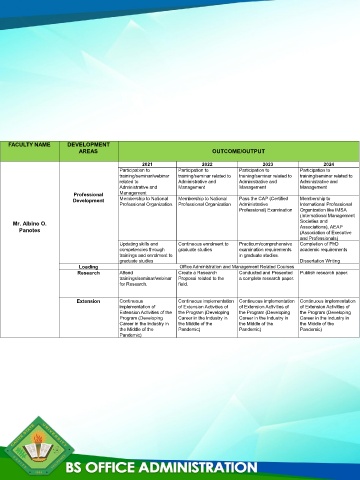 FACULTY NAME DEVELOPMENT AREAS OUTCOME/OUTPUT
2021 2022 2023 2024
Mr. Albino O. Panotes
Professional Development
Participation to training/seminar/webinar related to Administrative and Management
Participation to training/seminar related to Administrative and Management
Participation to training/seminar related to Administrative and Management
Participation to training/seminar related to Administrative and Management
Membership to National Professional Organization
Membership to National Professional Organization
Pass the CAP (Certified Administrative Professional) Examination
Membership to International Professional Organization like IMSA (International Management Societies and Associations), AEAP (Association of Executive and Professionals)
Updating skills and competencies through trainings and enrolment to graduate studies
Continuous enrolment to graduate studies
Practicum/comprehensive examination requirements in graduate studies.
Completion of PhD academic requirements
Dissertation Writing
Loading Office Administration and Management Related Courses
Research
Attend training/seminar/webinar for Research.
Create a Research Proposal related to the field.
Conducted and Presented a complete research paper.
Publish research paper.
Extension
Continuous implementation of Extension Activities of the Program (Developing Career in the Industry in the Middle of the Pandemic)
Continuous implementation of Extension Activities of the Program (Developing Career in the Industry in the Middle of the Pandemic)
Continuous implementation of Extension Activities of the Program (Developing Career in the Industry in the Middle of the Pandemic)
Continuous implementation of Extension Activities of the Program (Developing Career in the Industry in the Middle of the Pandemic)
BS OFFICE ADMINISTRATION